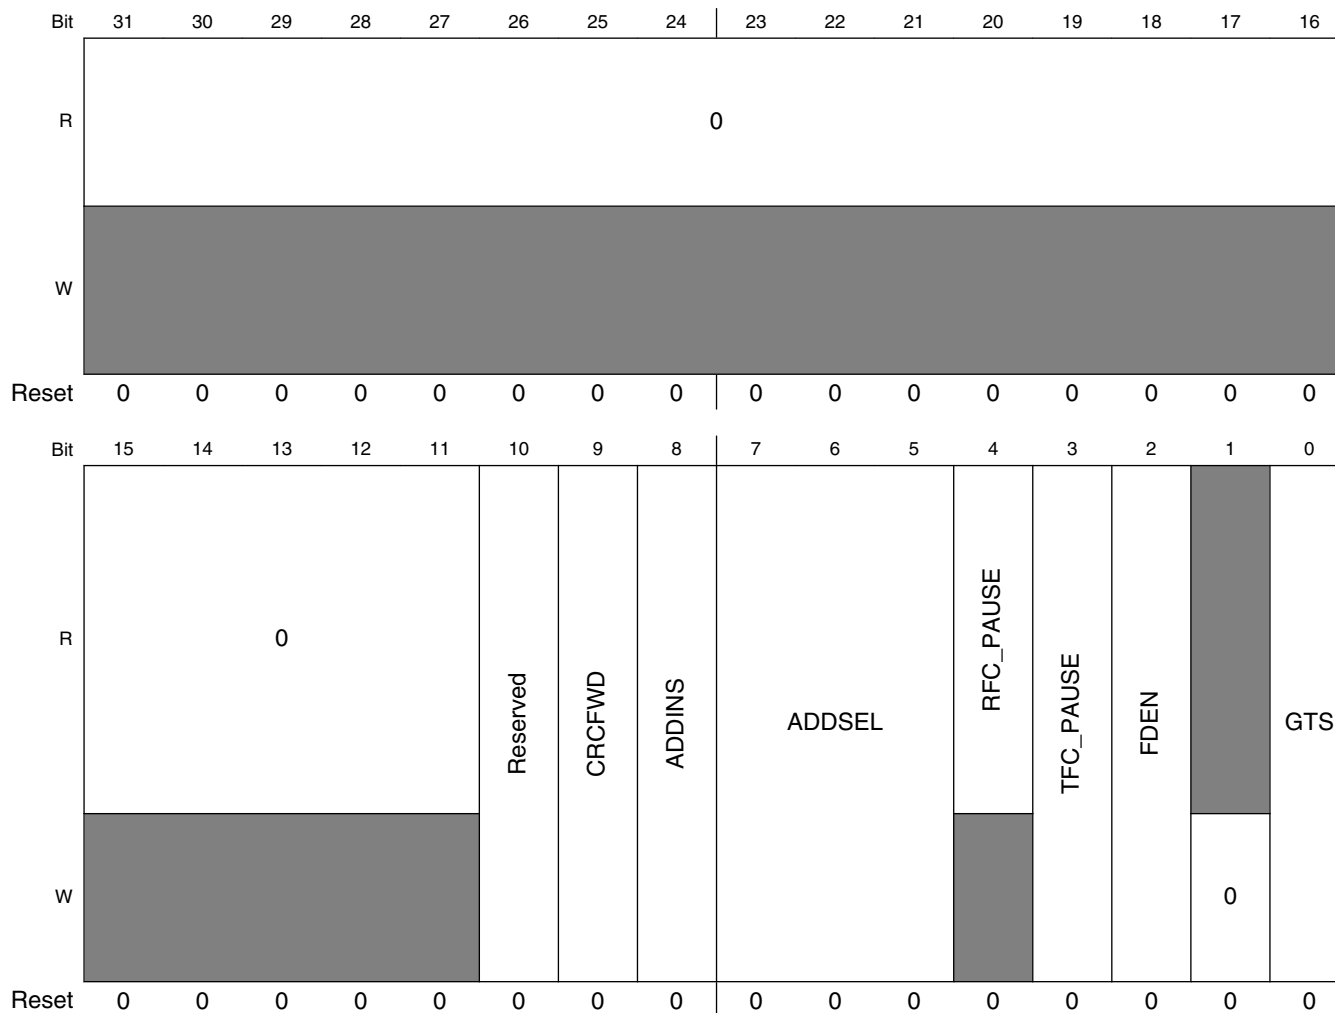 Bit 31 30 29 28 27 26 25 24 23 22 21 20 19 18 17 16
R 0
W
Reset 0 0 0 0 0 0 0 0 0 0 0 0 0 0 0 0
Bit 15 14 13 12 11 10 9 8 7 6 5 4 3 2 1 0
R 0 Reserved CRCFWD ADDINS ADDSEL RFC_PAUSE TFC_PAUSE FDEN GTS
W 0
Reset 0 0 0 0 0 0 0 0 0 0 0 0 0 0 0 0